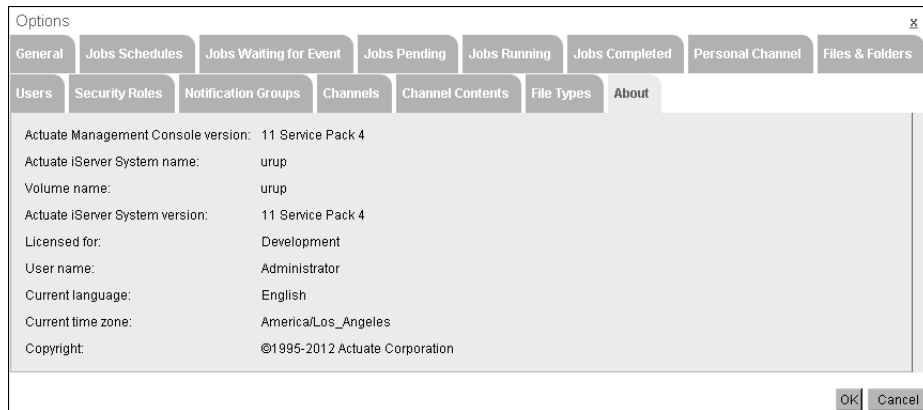 Options x
General Jobs Schedules Jobs Waiting for Event Jobs Pending Jobs Running Jobs Completed Personal Channel Files & Folders
Users Security Roles Notification Groups Channels Channel Contents File Types About
Actuate Management Console version: 11 Service Pack 4
Actuate iServer System name: urup
Volume name: urup
Actuate iServer System version: 11 Service Pack 4
Licensed for: Development
User name: Administrator
Current language: English
Current time zone: America/Los_Angeles
Copyright: ©1995-2012 Actuate Corporation
OK Cancel